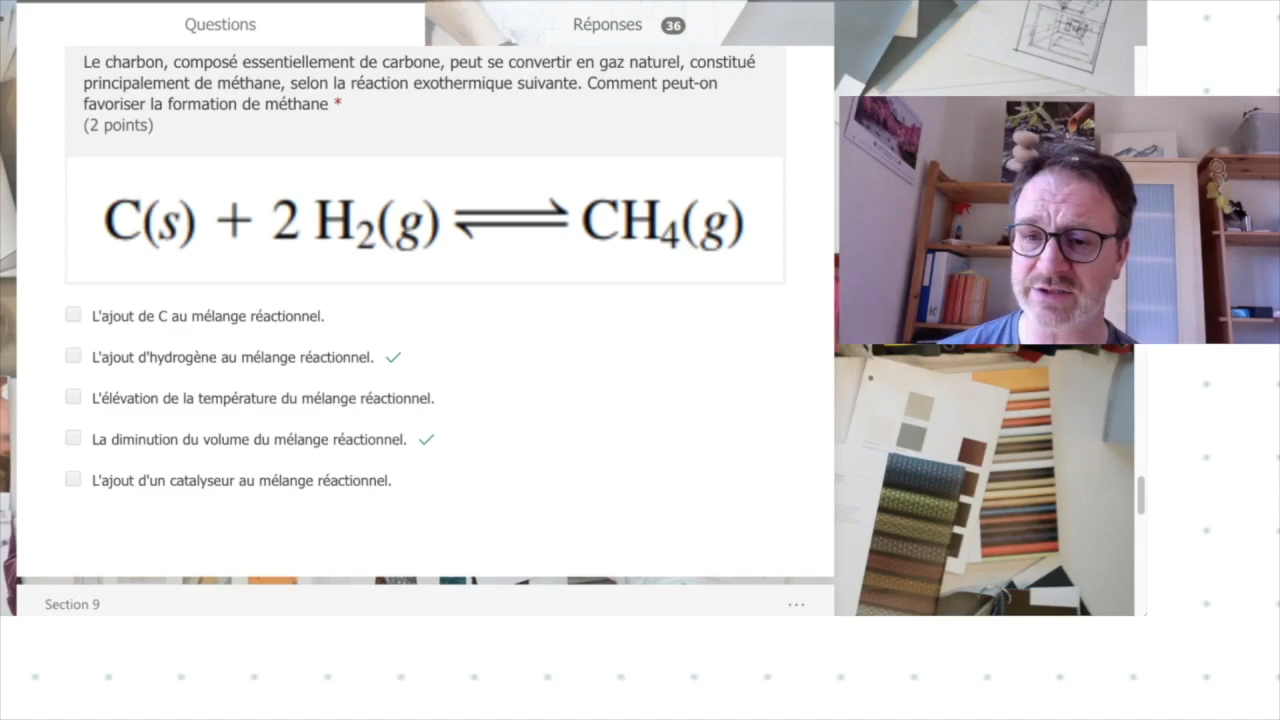 Questions
Réponses 36
Le charbon, composé essentiellement de carbone, peut se convertir en gaz naturel, constitué
principalement de méthane, selon la réaction exothermique suivante. Comment peut-on
favoriser la formation de méthane *
(2 points)
C(s) + 2 H₂(g) ⇌ CH₄(g)
L'ajout de C au mélange réactionnel.
L'ajout d'hydrogène au mélange réactionnel.
L'élévation de la température du mélange réactionnel.
La diminution du volume du mélange réactionnel.
L'ajout d'un catalyseur au mélange réactionnel.
Section 9